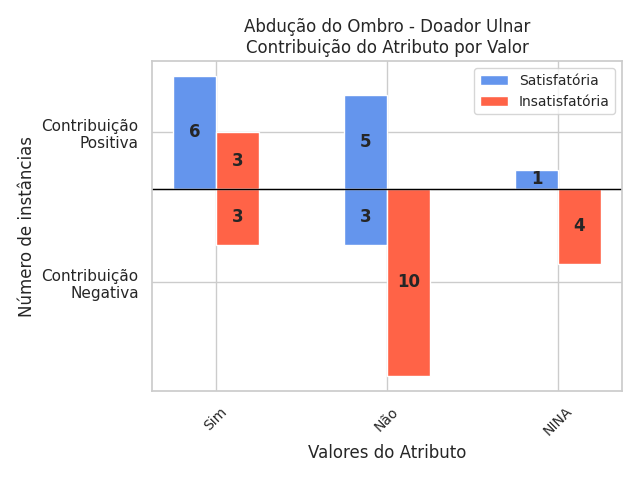 Abdução do Ombro - Doador Ulnar
Contribuição do Atributo por Valor
Satisfatória
Insatisfatória
Contribuição
Positiva
Contribuição
Negativa
Número de instâncias
6
3
3
5
3
10
1
4
Sim
Não
NINA
Valores do Atributo